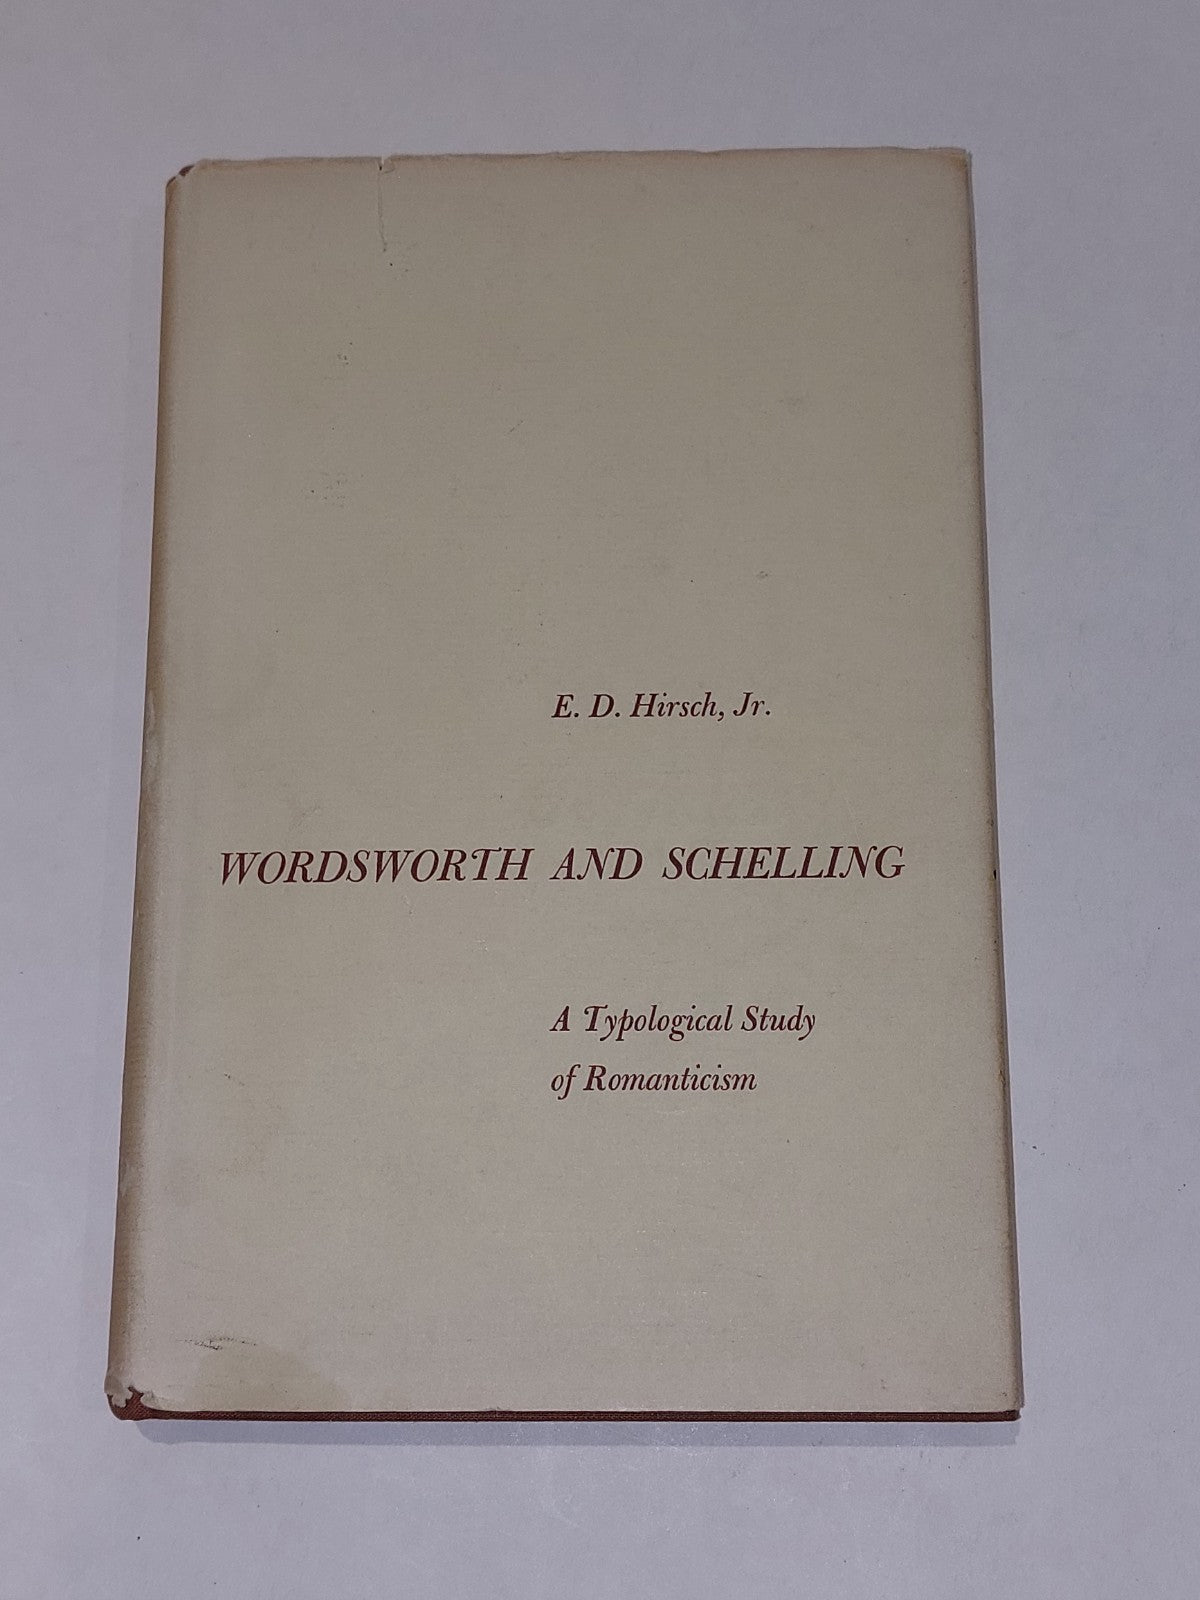 E. D. Hirsch, Jr.
WORDSWORTH AND SCHELLING
A Typological Study
of Romanticism